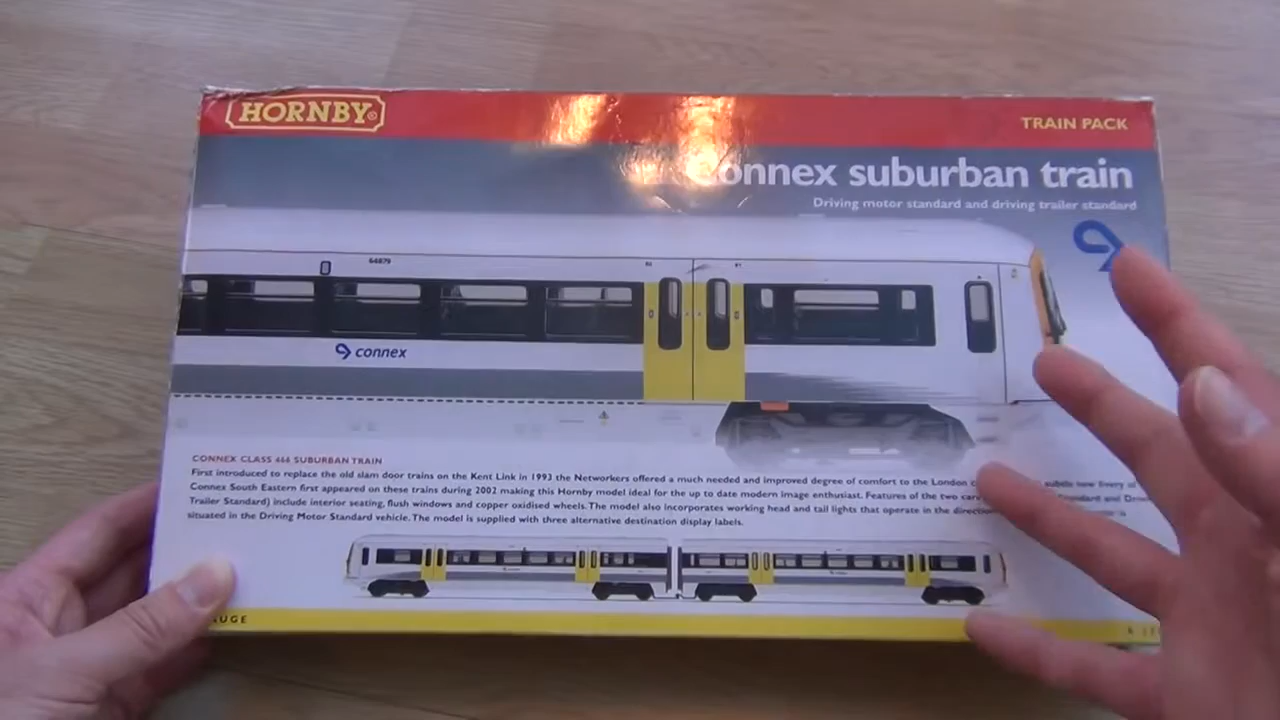 HORNBY
TRAIN PACK
Connex suburban train
Driving motor standard and driving trailer standard
64879
connex
CONNEX CLASS 466 SUBURBAN TRAIN
First introduced to replace the old slam door trains on the Kent Link in 1993 the Networkers offered a much needed and improved degree of comfort to the London
Connex South Eastern first appeared on these trains during 2002 making this Hornby model ideal for the up to date modern image enthusiast. Features of the two
Trailer Standard) include interior seating, flush windows and copper oxidised wheels. The model also incorporates working head and tail lights that operate in the
situated in the Driving Motor Standard vehicle. The model is supplied with three alternative destination display labels.